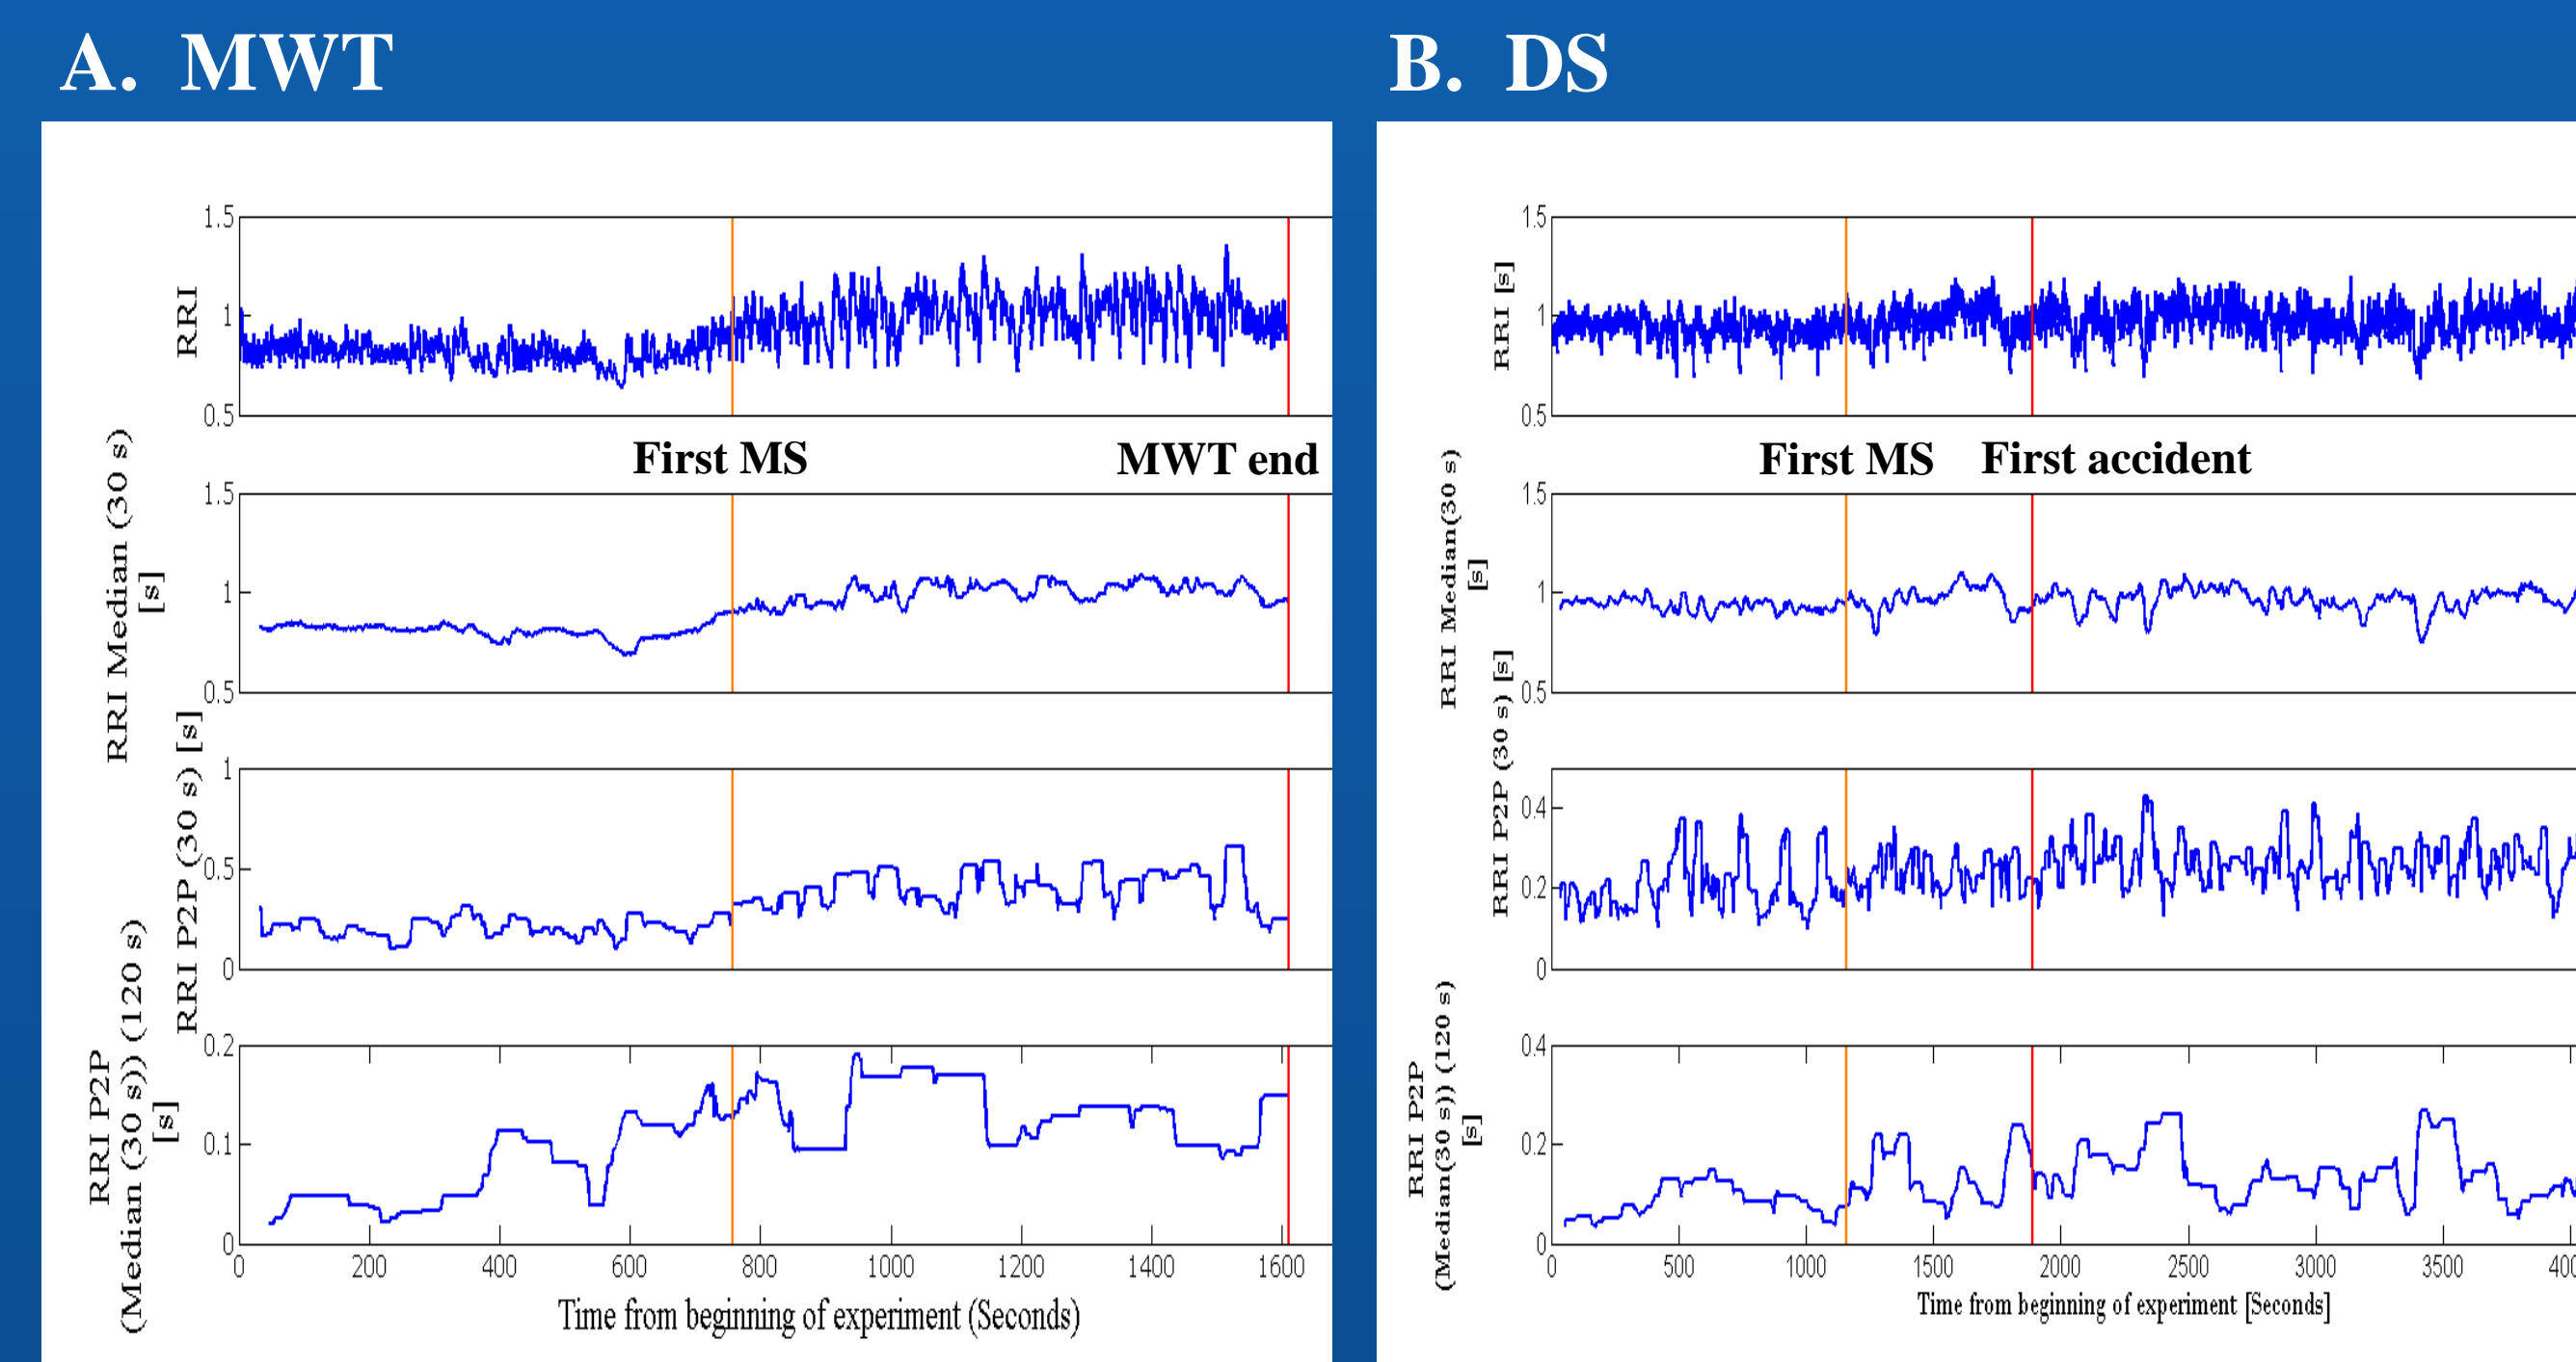 A. MWT
B. DS
RRI
1.5
1
0.5
First MS
MWT end
RRI Median (30 s)
[s]
1.5
1
0.5
RRI P2P (30 s) [s]
1
0.5
0
RRI P2P
(Median (30 s)) (120 s)
[s]
0.2
0.1
0
0
200
400
600
800
1000
1200
1400
1600
Time from beginning of experiment (Seconds)
RRI [s]
1.5
1
0.5
First MS
First accident
RRI Median(30 s)
[s]
1.5
1
0.5
RRI P2P (30 s) [s]
0.4
0.2
0
RRI P2P
(Median(30 s)) (120 s)
[s]
0.4
0.2
0
0
500
1000
1500
2000
2500
3000
3500
400
Time from beginning of experiment [Seconds]